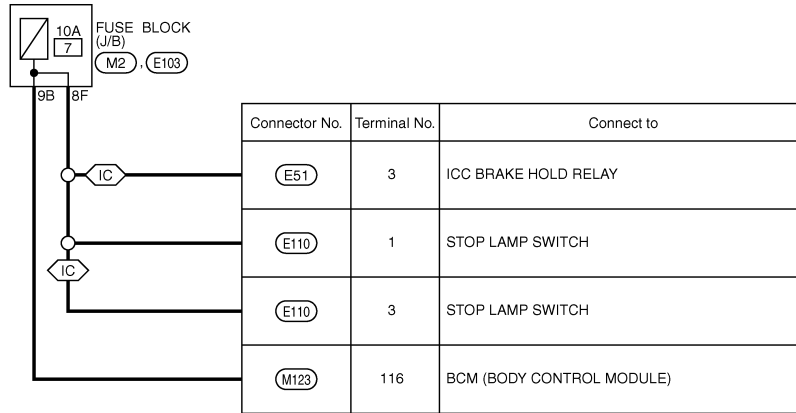 10A
7
FUSE BLOCK
(J/B)
M2 , E103
9B 8F
Connector No. Terminal No. Connect to
IC E51 3 ICC BRAKE HOLD RELAY
E110 1 STOP LAMP SWITCH
IC
E110 3 STOP LAMP SWITCH
M123 116 BCM (BODY CONTROL MODULE)